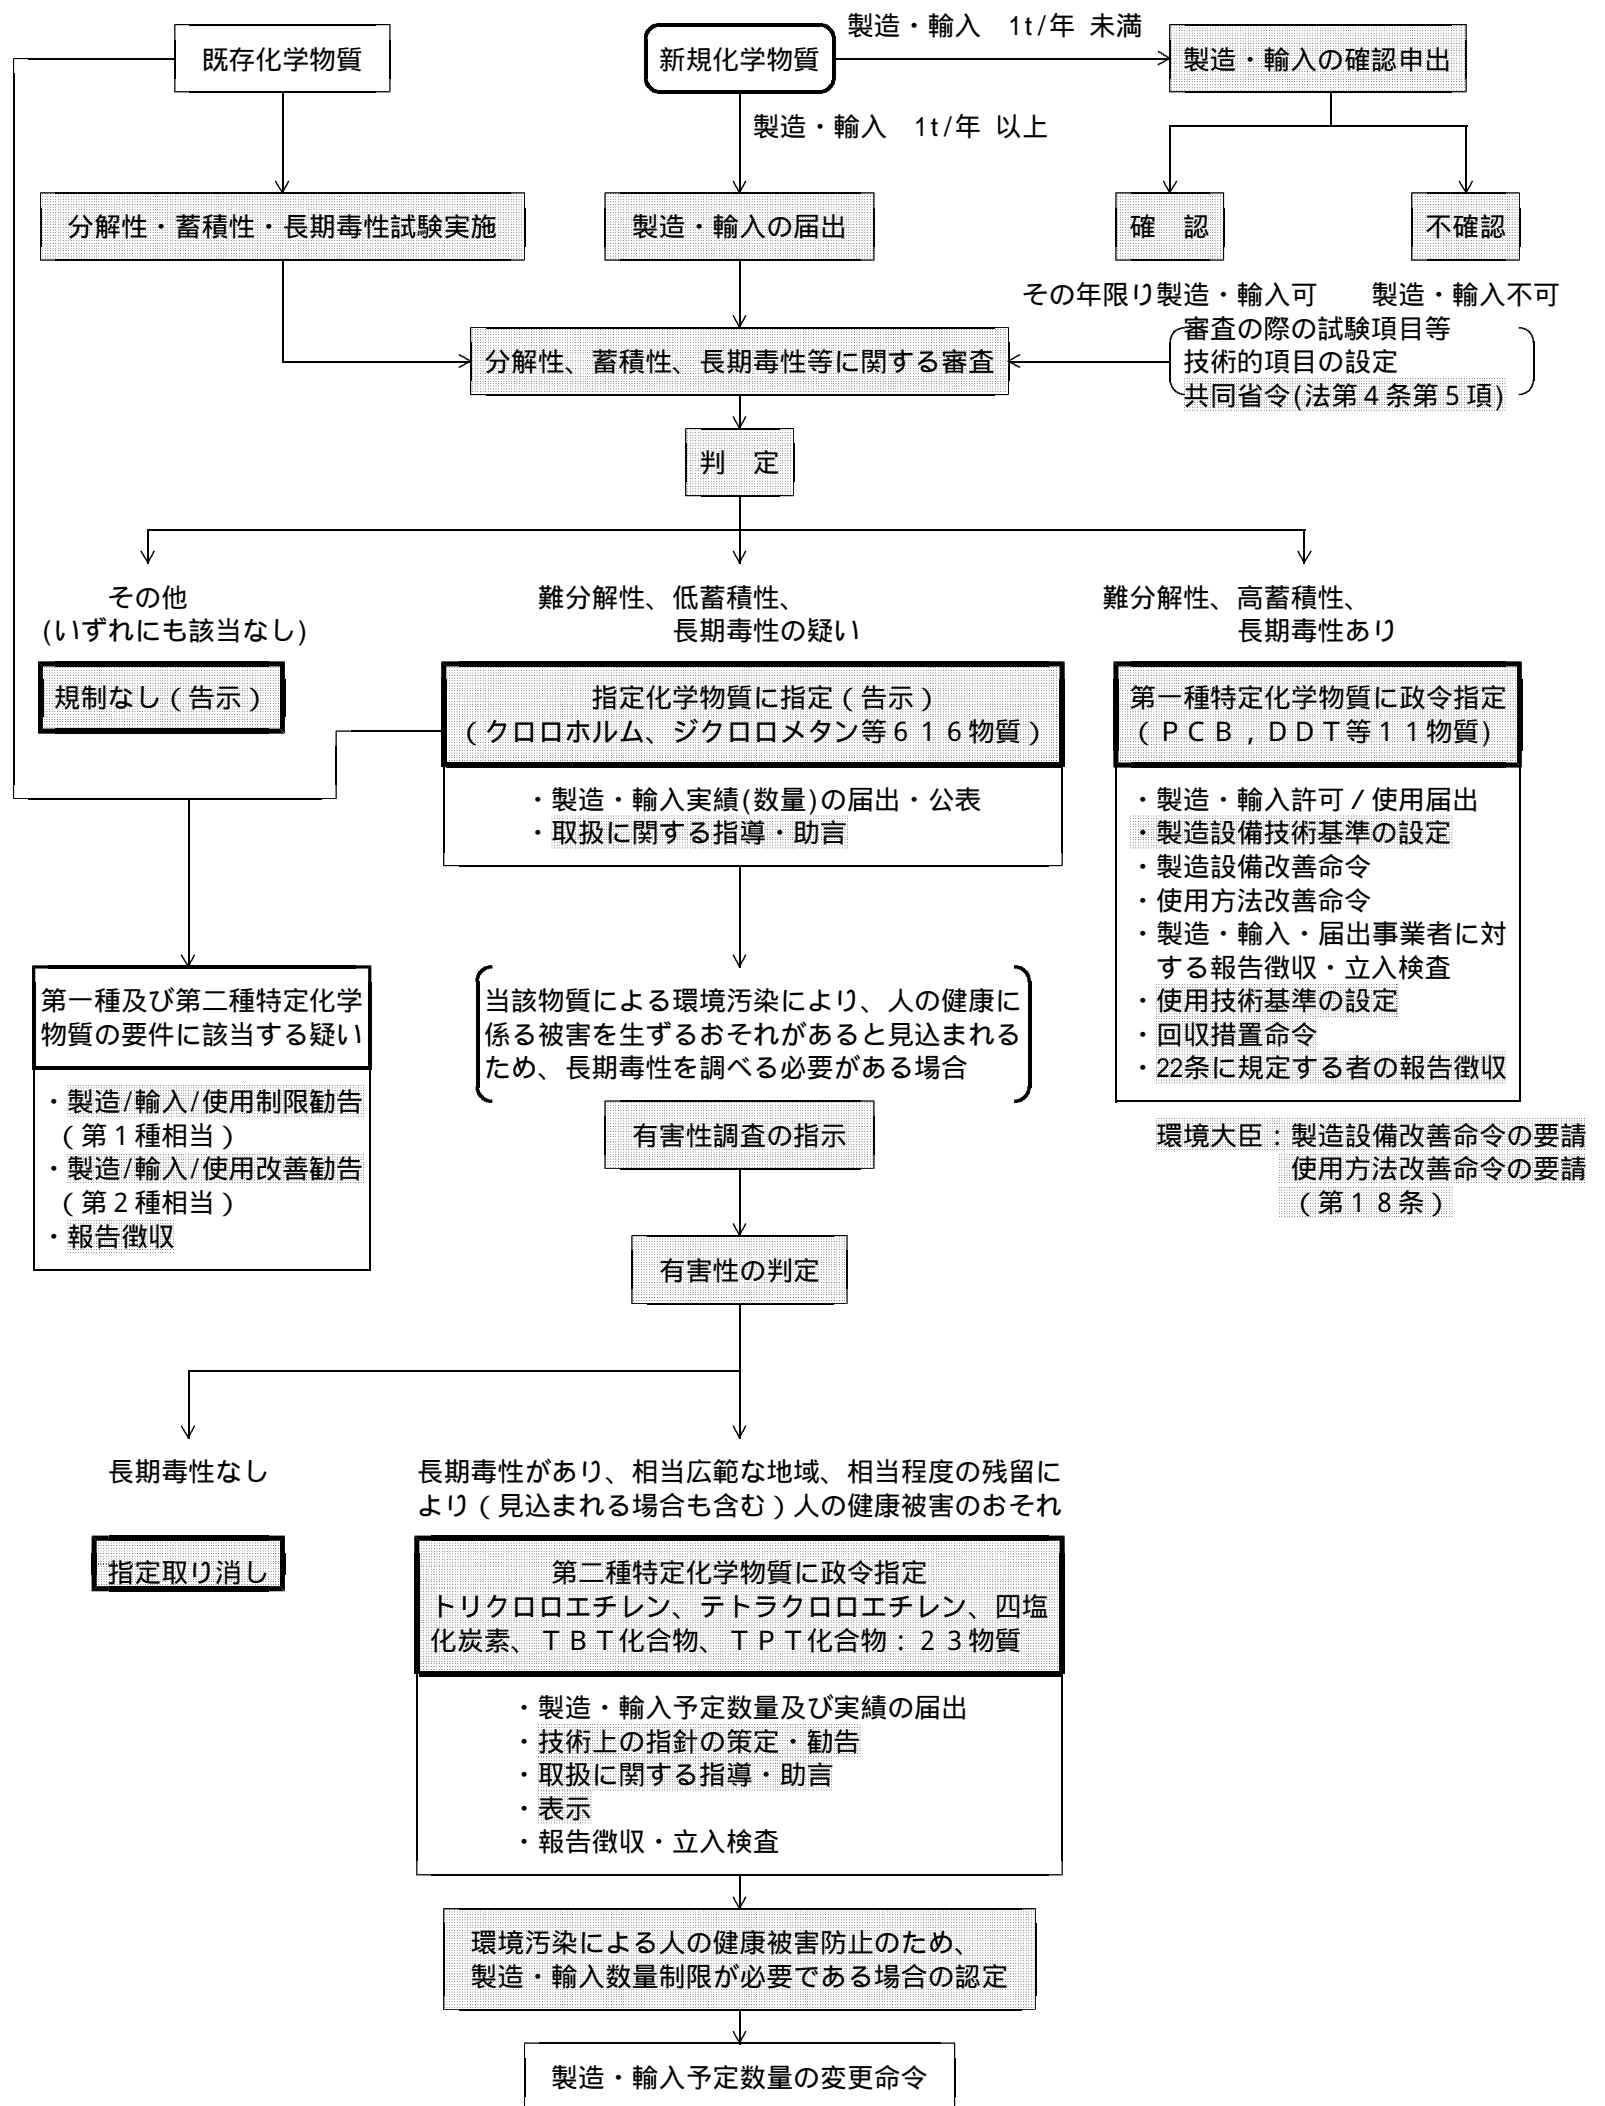 製造・輸入　1t/年 未満
既存化学物質
新規化学物質
製造・輸入の確認申出
製造・輸入　1t/年 以上
分解性・蓄積性・長期毒性試験実施
製造・輸入の届出
確　認
不確認
その年限り製造・輸入可
製造・輸入不可
審査の際の試験項目等
技術的項目の設定
共同省令(法第４条第５項)
分解性、蓄積性、長期毒性等に関する審査
判　定
その他
(いずれにも該当なし)
難分解性、低蓄積性、
長期毒性の疑い
難分解性、高蓄積性、
長期毒性あり
規制なし（告示）
指定化学物質に指定（告示）
（クロロホルム、ジクロロメタン等６１６物質）
・製造・輸入実績(数量)の届出・公表
・取扱に関する指導・助言
第一種特定化学物質に政令指定
（ＰＣＢ，ＤＤＴ等１１物質）
・製造・輸入許可／使用届出
・製造設備技術基準の設定
・製造設備改善命令
・使用方法改善命令
・製造・輸入・届出事業者に対
する報告徴収・立入検査
・使用技術基準の設定
・回収措置命令
・22条に規定する者の報告徴収
環境大臣：製造設備改善命令の要請
使用方法改善命令の要請
（第１８条）
第一種及び第二種特定化学
物質の要件に該当する疑い
・製造/輸入/使用制限勧告
（第１種相当）
・製造/輸入/使用改善勧告
（第２種相当）
・報告徴収
当該物質による環境汚染により、人の健康に
係る被害を生ずるおそれがあると見込まれる
ため、長期毒性を調べる必要がある場合
有害性調査の指示
有害性の判定
長期毒性なし
指定取り消し
長期毒性があり、相当広範な地域、相当程度の残留に
より（見込まれる場合も含む）人の健康被害のおそれ
第二種特定化学物質に政令指定
トリクロロエチレン、テトラクロロエチレン、四塩
化炭素、ＴＢＴ化合物、ＴＰＴ化合物：２３物質
・製造・輸入予定数量及び実績の届出
・技術上の指針の策定・勧告
・取扱に関する指導・助言
・表示
・報告徴収・立入検査
環境汚染による人の健康被害防止のため、
製造・輸入数量制限が必要である場合の認定
製造・輸入予定数量の変更命令